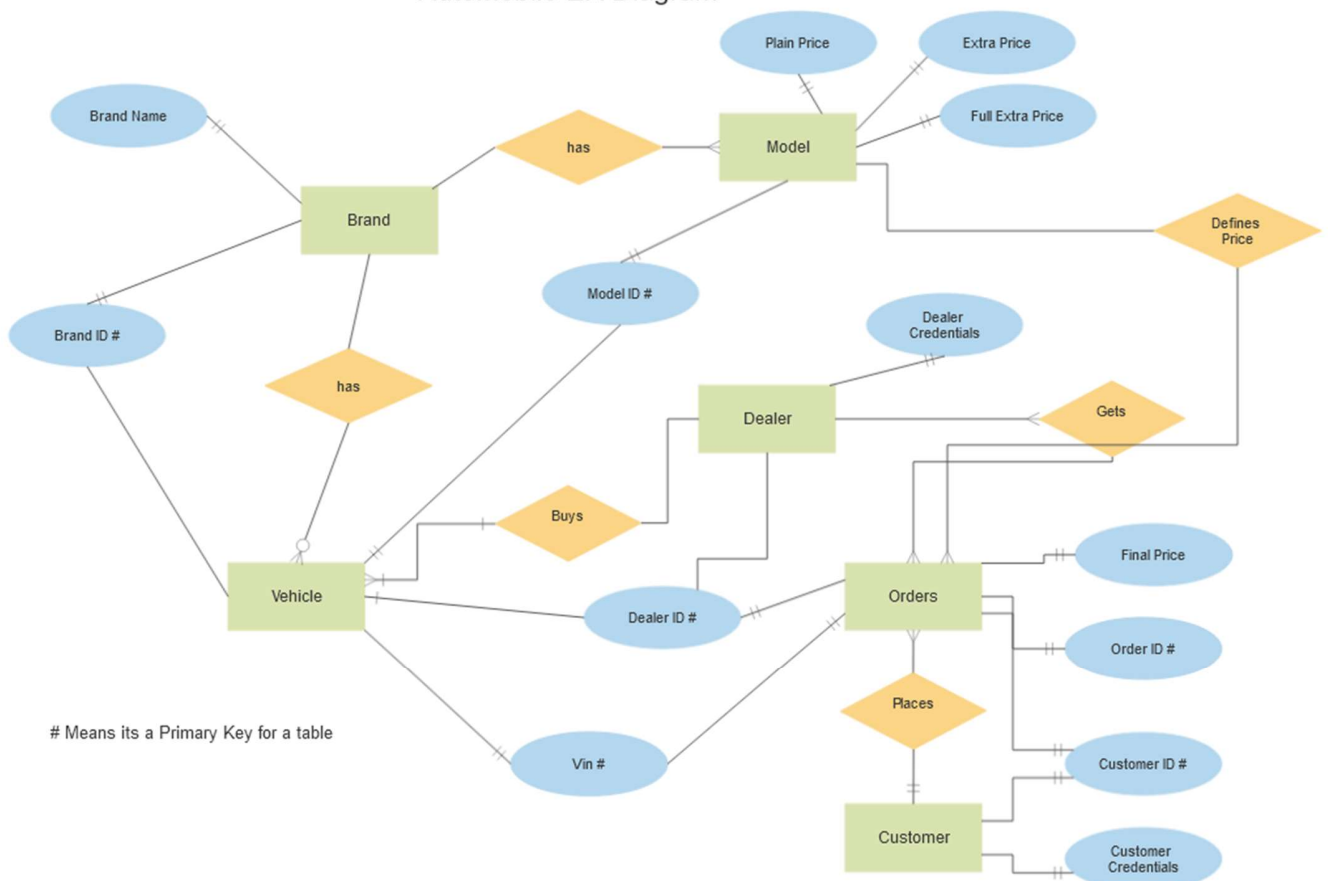 Plain Price
Extra Price
Brand Name
Full Extra Price
has
Model
Brand
Defines
Price
Model ID #
Brand ID #
Dealer
Credentials
has
Dealer
Gets
Buys
Final Price
Vehicle
Orders
Dealer ID #
Order ID #
Places
# Means its a Primary Key for a table
Vin #
Customer ID #
Customer
Customer
Credentials